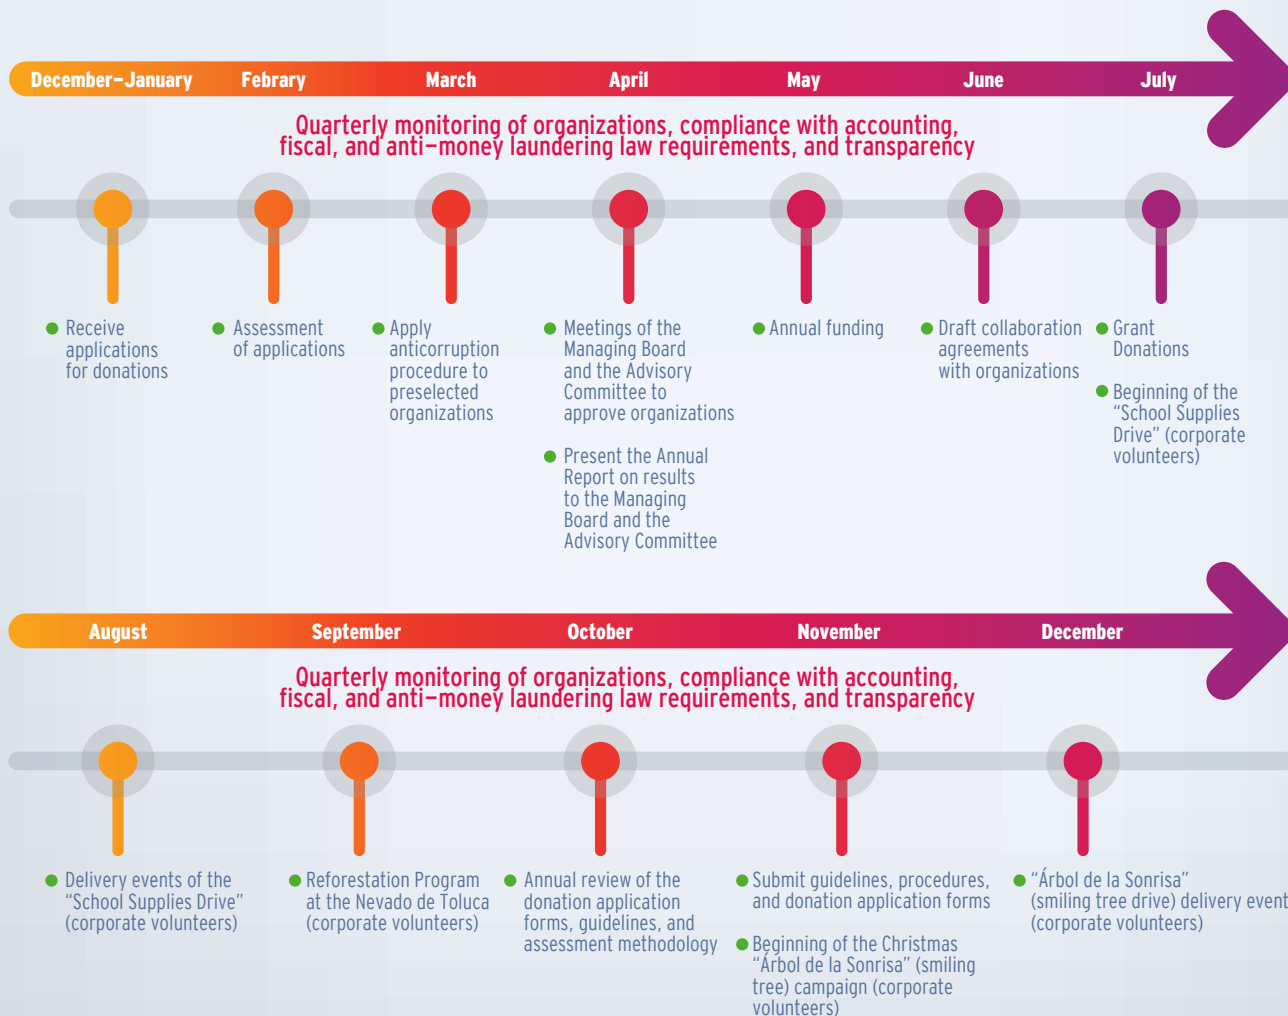 December–January Febrary March April May June July
Quarterly monitoring of organizations, compliance with accounting,
fiscal, and anti–money laundering law requirements, and transparency
Receive
applications
for donations
Assessment
of applications
Apply
anticorruption
procedure to
preselected
organizations
Meetings of the
Managing Board
and the Advisory
Committee to
approve organizations
Present the Annual
Report on results
to the Managing
Board and the
Advisory Committee
Annual funding
Draft collaboration
agreements
with organizations
Grant
Donations
Beginning of the
“School Supplies
Drive” (corporate
volunteers)
August September October November December
Quarterly monitoring of organizations, compliance with accounting,
fiscal, and anti–money laundering law requirements, and transparency
Delivery events of the
“School Supplies Drive”
(corporate volunteers)
Reforestation Program
at the Nevado de Toluca
(corporate volunteers)
Annual review of the
donation application
forms, guidelines, and
assessment methodology
Submit guidelines, procedures,
and donation application forms
Beginning of the Christmas
“Árbol de la Sonrisa” (smiling
tree) campaign (corporate
volunteers)
“Árbol de la Sonrisa”
(smiling tree drive) delivery event
(corporate volunteers)